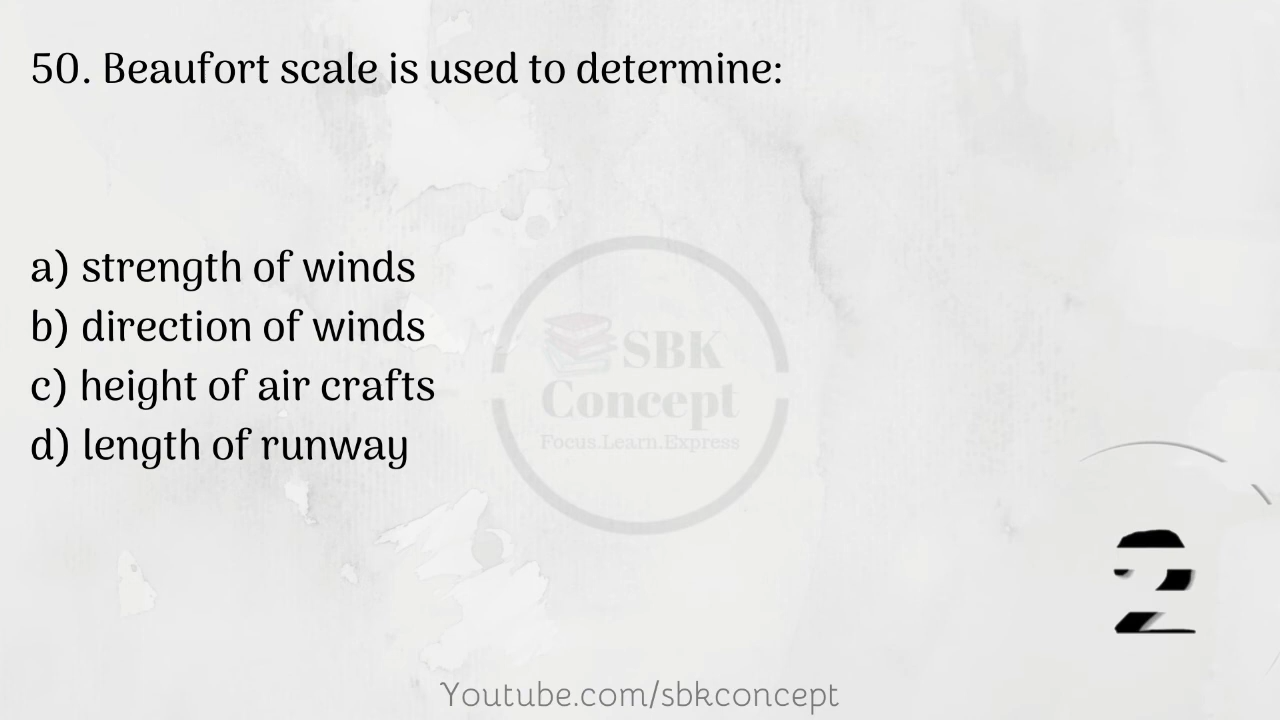 50. Beaufort scale is used to determine:
a) strength of winds
b) direction of winds
c) height of air crafts
d) length of runway
SBK
Concept
Focus.Learn.Express
2
Youtube.com/sbkconcept